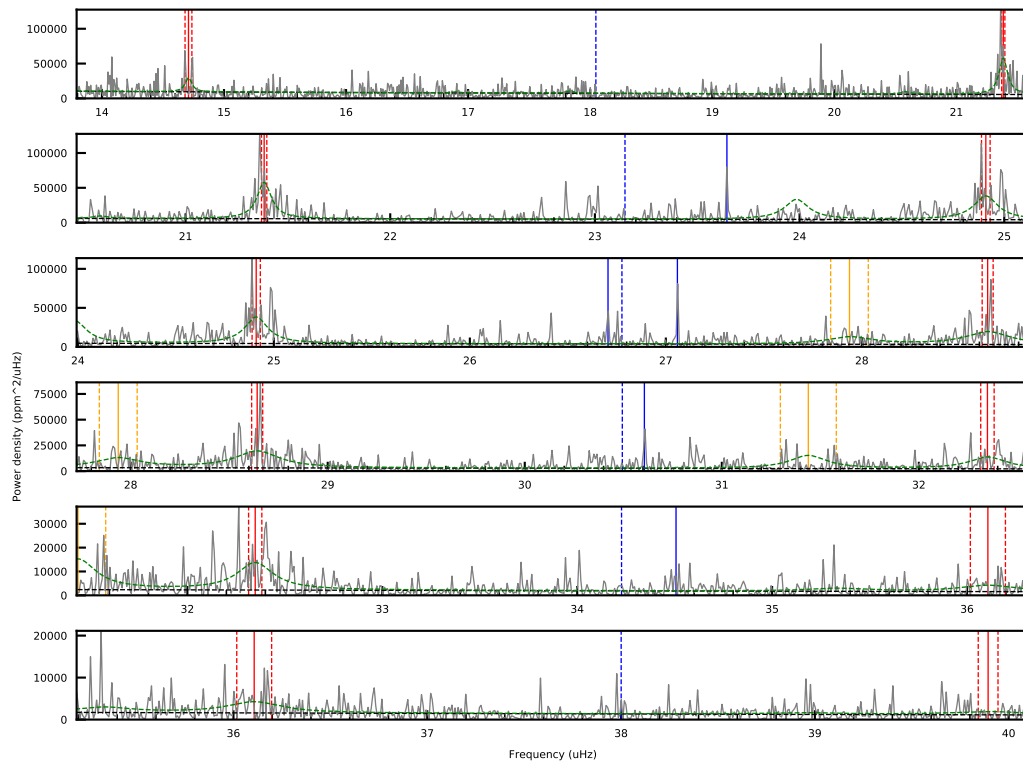 100000
50000
0
14 15 16 17 18 19 20 21
100000
50000
0
21 22 23 24 25
100000
50000
0
24 25 26 27 28
75000
50000
25000
0
28 29 30 31 32
30000
20000
10000
0
32 33 34 35 36
20000
10000
0
36 37 38 39 40
Power density (ppm^2/uHz)
Frequency (uHz)